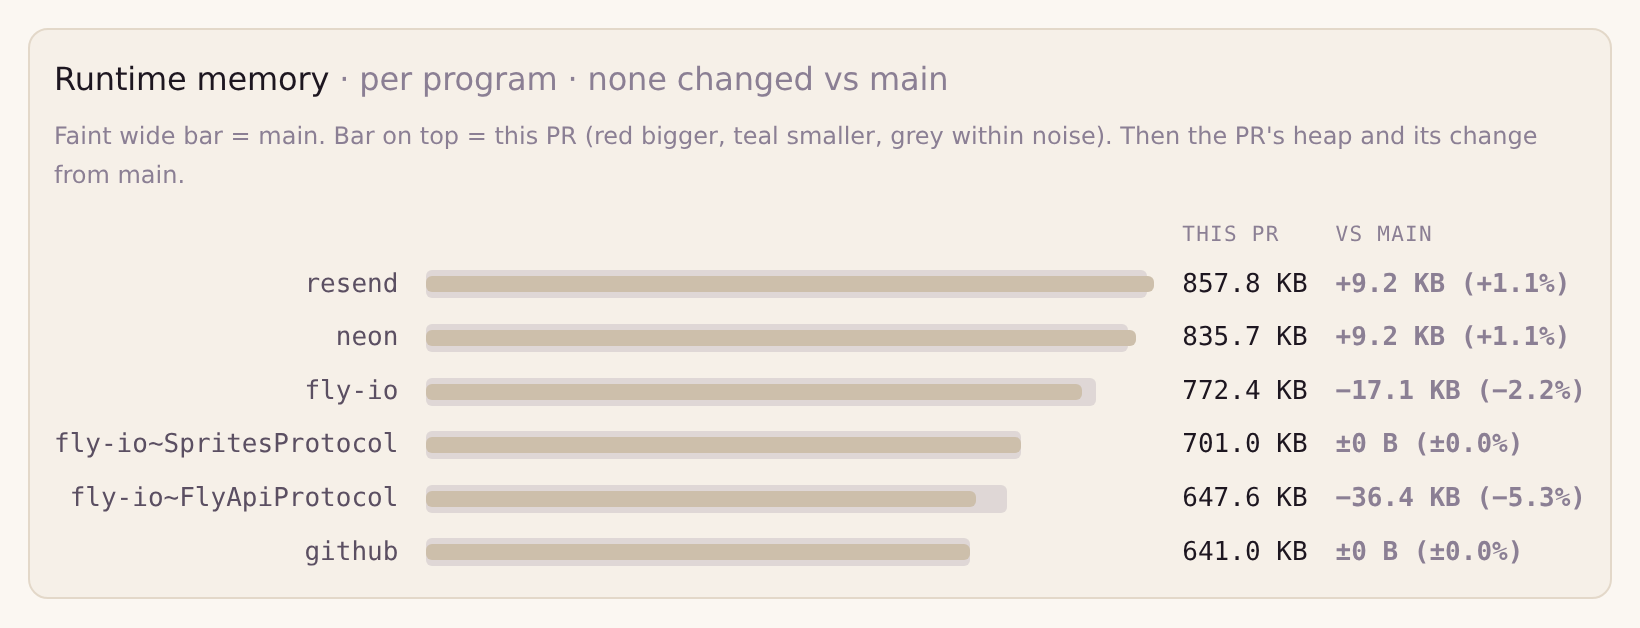 Runtime memory · per program · none changed vs main
Faint wide bar = main. Bar on top = this PR (red bigger, teal smaller, grey within noise). Then the PR's heap and its change
from main.
THIS PR VS MAIN
resend 857.8 KB +9.2 KB (+1.1%)
neon 835.7 KB +9.2 KB (+1.1%)
fly-io 772.4 KB −17.1 KB (−2.2%)
fly-io~SpritesProtocol 701.0 KB ±0 B (±0.0%)
fly-io~FlyApiProtocol 647.6 KB −36.4 KB (−5.3%)
github 641.0 KB ±0 B (±0.0%)